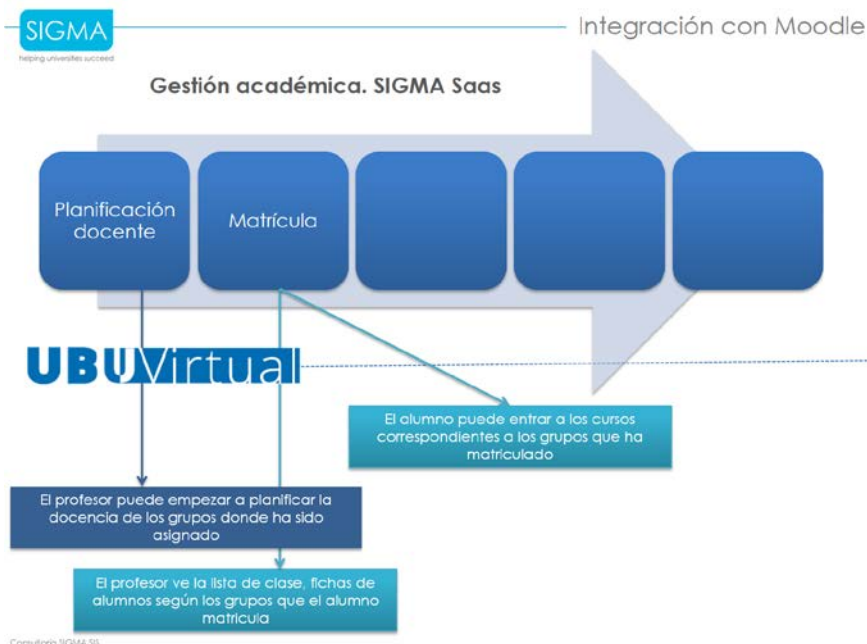 SIGMA
helping universities succeed
Integración con Moodle
Gestión académica. SIGMA Saas
Planificación
docente
Matrícula
UBUVirtual
El alumno puede entrar a los cursos
correspondientes a los grupos que ha
matriculado
El profesor puede empezar a planificar la
docencia de los grupos donde ha sido
asignado
El profesor ve la lista de clase, fichas de
alumnos según los grupos que el alumno
matricula
Consultoría SIGMA SIS